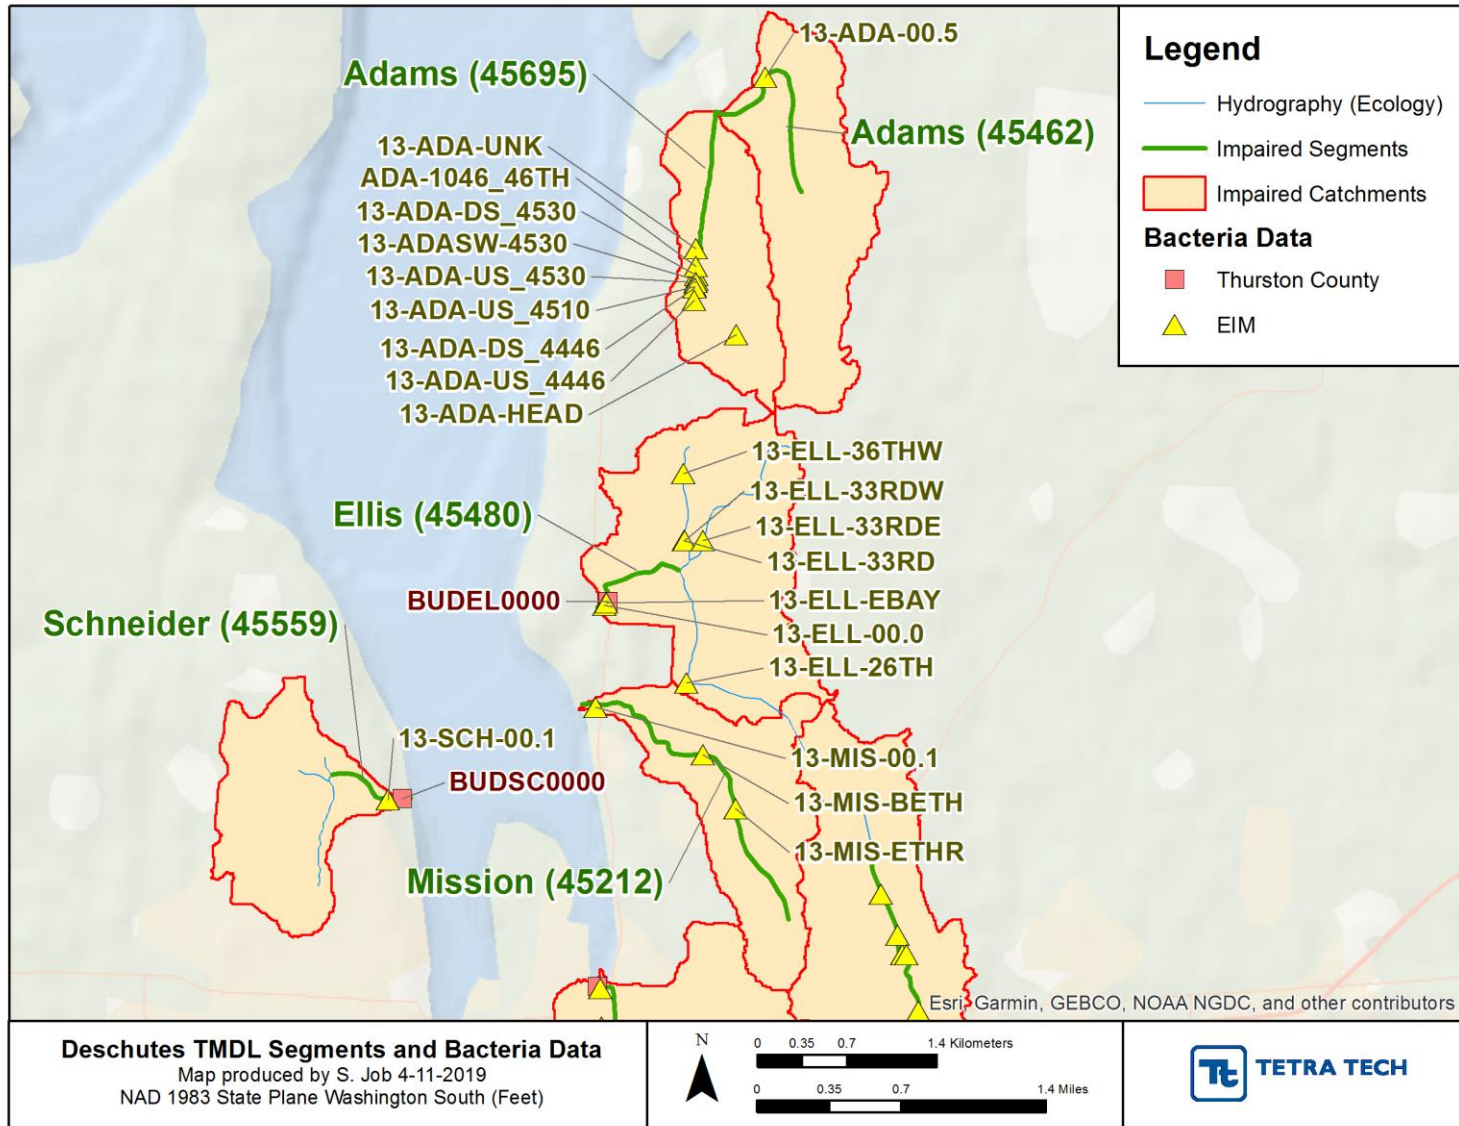 13-ADA-00.5
Adams (45695)
Adams (45462)
13-ADA-UNK
ADA-1046_46TH
13-ADA-DS_4530
13-ADASW-4530
13-ADA-US_4530
13-ADA-US_4510
13-ADA-DS_4446
13-ADA-US_4446
13-ADA-HEAD
13-ELL-36THW
13-ELL-33RDW
Ellis (45480)
13-ELL-33RDE
13-ELL-33RD
BUDEL0000
13-ELL-EBAY
Schneider (45559)
13-ELL-00.0
13-ELL-26TH
13-SCH-00.1
13-MIS-00.1
BUDSC0000
13-MIS-BETH
13-MIS-ETHR
Mission (45212)
Esri, Garmin, GEBCO, NOAA NGDC, and other contributors
Legend
Hydrography (Ecology)
Impaired Segments
Impaired Catchments
Bacteria Data
Thurston County
EIM
Deschutes TMDL Segments and Bacteria Data
Map produced by S. Job 4-11-2019
NAD 1983 State Plane Washington South (Feet)
N
0 0.35 0.7 1.4 Kilometers
0 0.35 0.7 1.4 Miles
Tt TETRA TECH